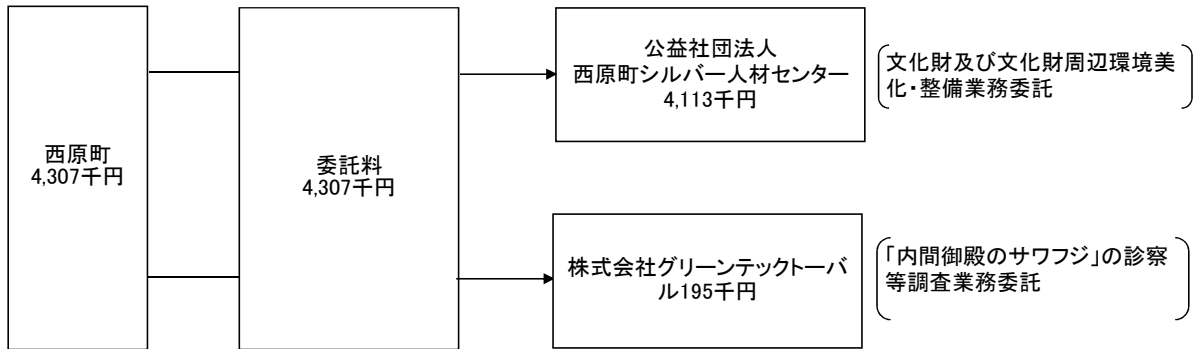 西原町
4,307千円
委託料
4,307千円
公益社団法人
西原町シルバー人材センター
4,113千円
文化財及び文化財周辺環境美
化・整備業務委託
株式会社グリーンテックトーバ
ル195千円
「内間御殿のサワフジ」の診察
等調査業務委託